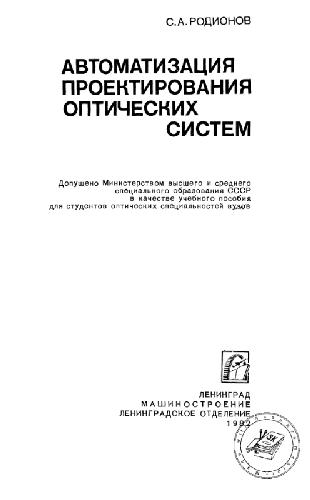 С.А.РОДИОНОВ
АВТОМАТИЗАЦИЯ
ПРОЕКТИРОВАНИЯ
ОПТИЧЕСКИХ
СИСТЕМ
Допущено Министерством высшего и среднего
специального образования СССР
в качестве учебного пособия
для студентов оптических специальностей вузов
ЛЕНИНГРАД
МАШИНОСТРОЕНИЕ
ЛЕНИНГРАДСКОЕ ОТДЕЛЕНИЕ
1982